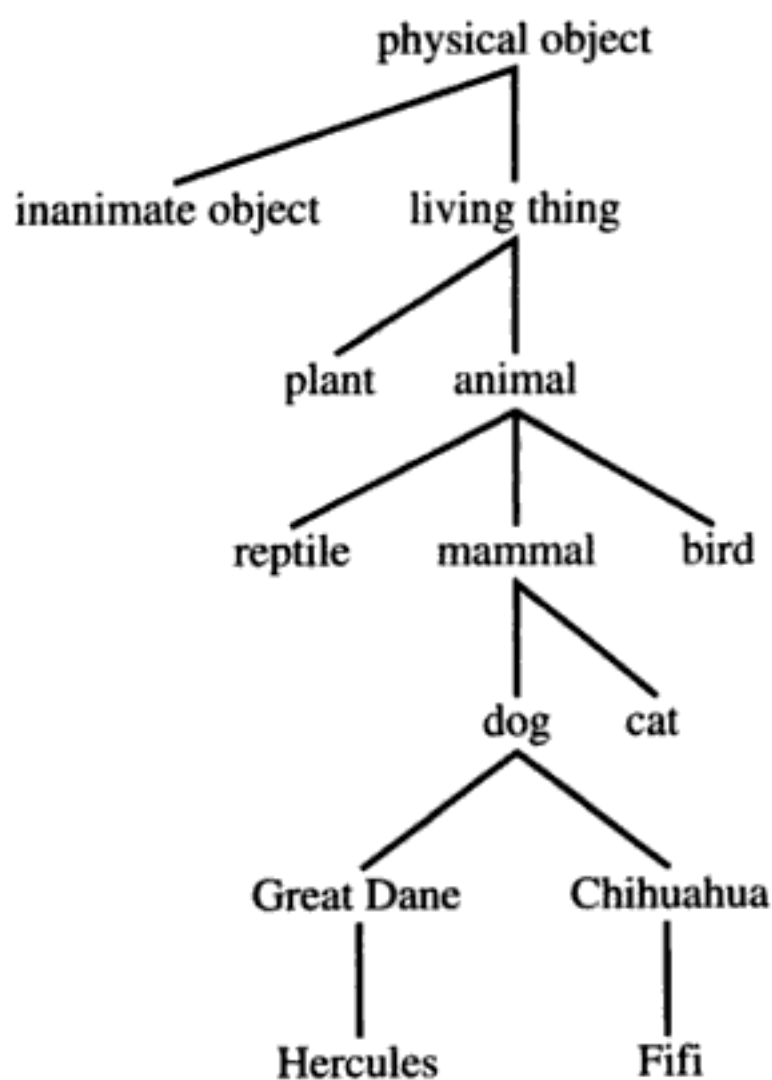 physical object
inanimate object living thing
plant animal
reptile mammal bird
dog cat
Great Dane Chihuahua
Hercules Fifi